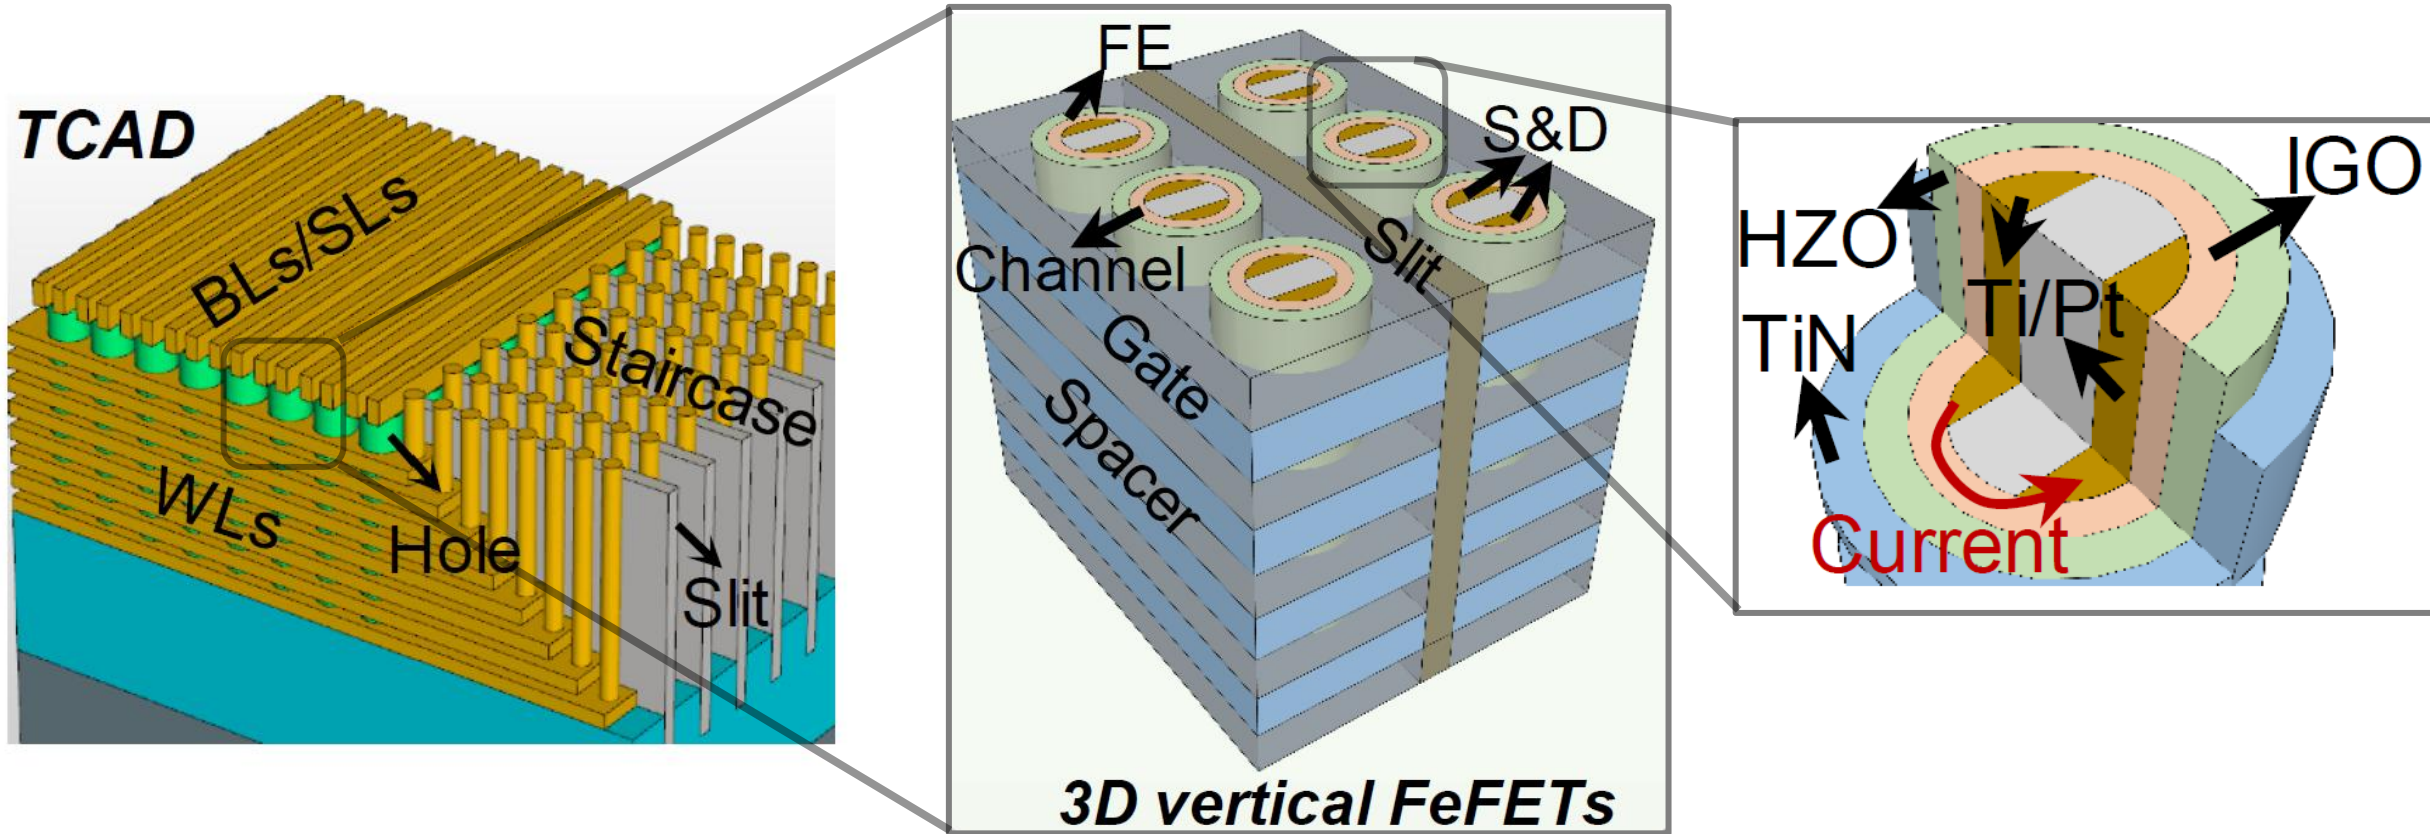 TCAD
BLs/SLs
Staircase
WLs
Hole
Slit
FE
S&D
Channel
Slit
Gate
Spacer
3D vertical FeFETs
IGO
HZO
Ti/Pt
TiN
Current